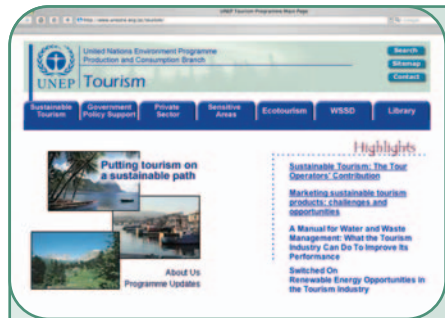 UNEP Tourism Programme Main Page
United Nations Environment Programme
Production and Consumption Branch
UNEP
Tourism
Search
Sitemap
Contact
Sustainable Tourism
Government Policy Support
Private Sector
Sensitive Areas
Ecotourism
WSSD
Library
Putting tourism on
a sustainable path
About Us
Programme Updates
Highlights
Sustainable Tourism: The Tour
Operators' Contribution
Marketing sustainable tourism
products: challenges and
opportunities
A Manual for Water and Waste
Management: What the Tourism
Industry Can Do To Improve Its
Performance
Switched On
Renewable Energy Opportunities in
the Tourism Industry